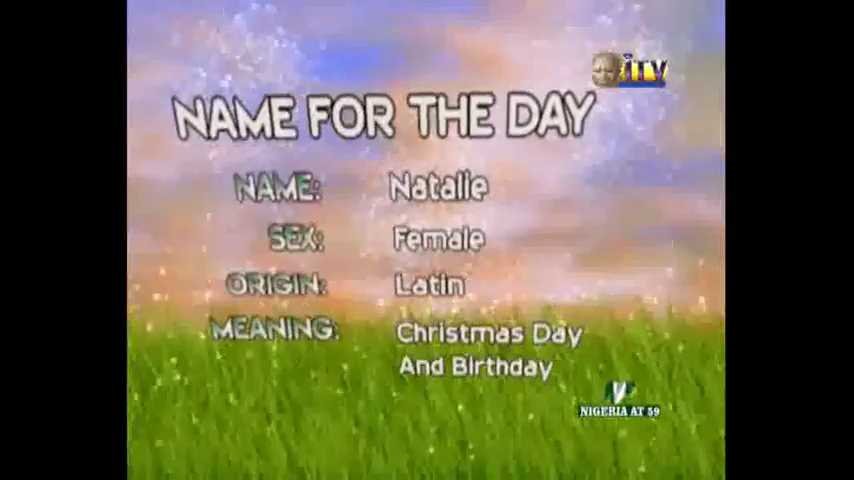 iTV
NAME FOR THE DAY
NAME: Natalie
SEX: Female
ORIGIN: Latin
MEANING: Christmas Day
And Birthday
NIGERIA AT 59